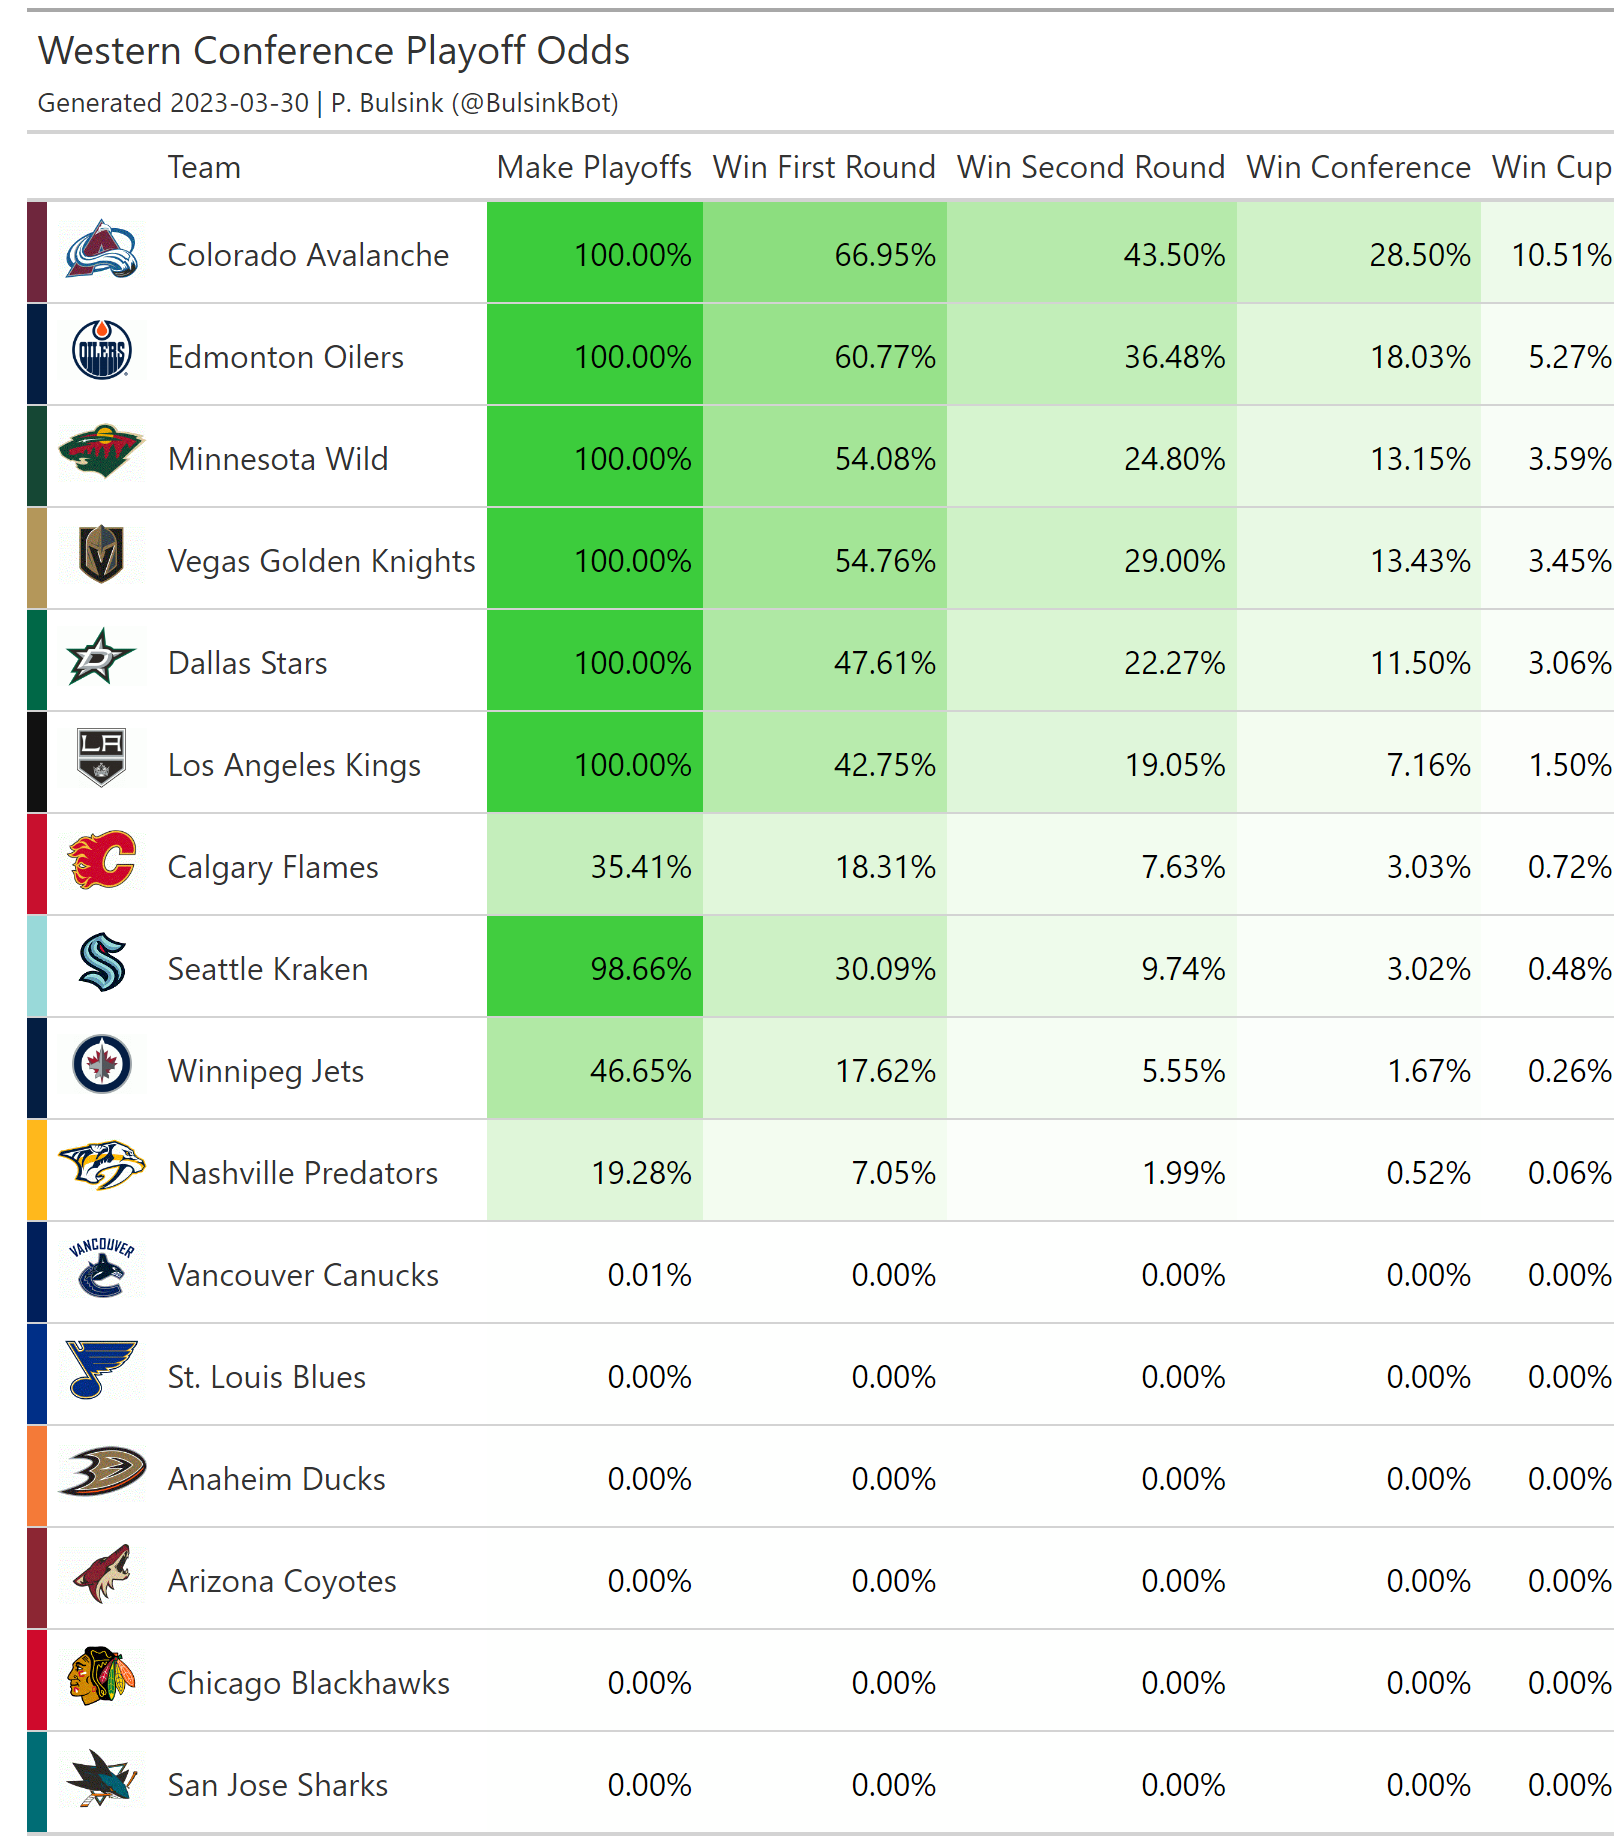 Western Conference Playoff Odds
Generated 2023-03-30 | P. Bulsink (@BulsinkBot)
Team Make Playoffs Win First Round Win Second Round Win Conference Win Cup
Colorado Avalanche 100.00% 66.95% 43.50% 28.50% 10.51%
OILERS Edmonton Oilers 100.00% 60.77% 36.48% 18.03% 5.27%
Minnesota Wild 100.00% 54.08% 24.80% 13.15% 3.59%
Vegas Golden Knights 100.00% 54.76% 29.00% 13.43% 3.45%
D Dallas Stars 100.00% 47.61% 22.27% 11.50% 3.06%
LA Los Angeles Kings 100.00% 42.75% 19.05% 7.16% 1.50%
C Calgary Flames 35.41% 18.31% 7.63% 3.03% 0.72%
S Seattle Kraken 98.66% 30.09% 9.74% 3.02% 0.48%
Winnipeg Jets 46.65% 17.62% 5.55% 1.67% 0.26%
Nashville Predators 19.28% 7.05% 1.99% 0.52% 0.06%
VANCOUVER Vancouver Canucks 0.01% 0.00% 0.00% 0.00% 0.00%
St. Louis Blues 0.00% 0.00% 0.00% 0.00% 0.00%
Anaheim Ducks 0.00% 0.00% 0.00% 0.00% 0.00%
Arizona Coyotes 0.00% 0.00% 0.00% 0.00% 0.00%
Chicago Blackhawks 0.00% 0.00% 0.00% 0.00% 0.00%
San Jose Sharks 0.00% 0.00% 0.00% 0.00% 0.00%